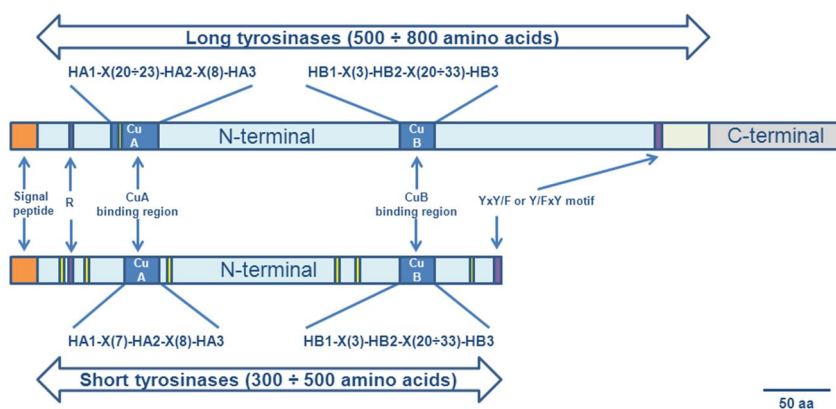 Long tyrosinases (500 ÷ 800 amino acids)
HA1-X(20÷23)-HA2-X(8)-HA3 HB1-X(3)-HB2-X(20÷33)-HB3
Cu
A
N-terminal
Cu
B
C-terminal
Signal
peptide
R
CuA
binding region
CuB
binding region
YxY/F or Y/FxY motif
Cu
A
N-terminal
Cu
B
HA1-X(7)-HA2-X(8)-HA3 HB1-X(3)-HB2-X(20÷33)-HB3
Short tyrosinases (300 ÷ 500 amino acids)
50 aa